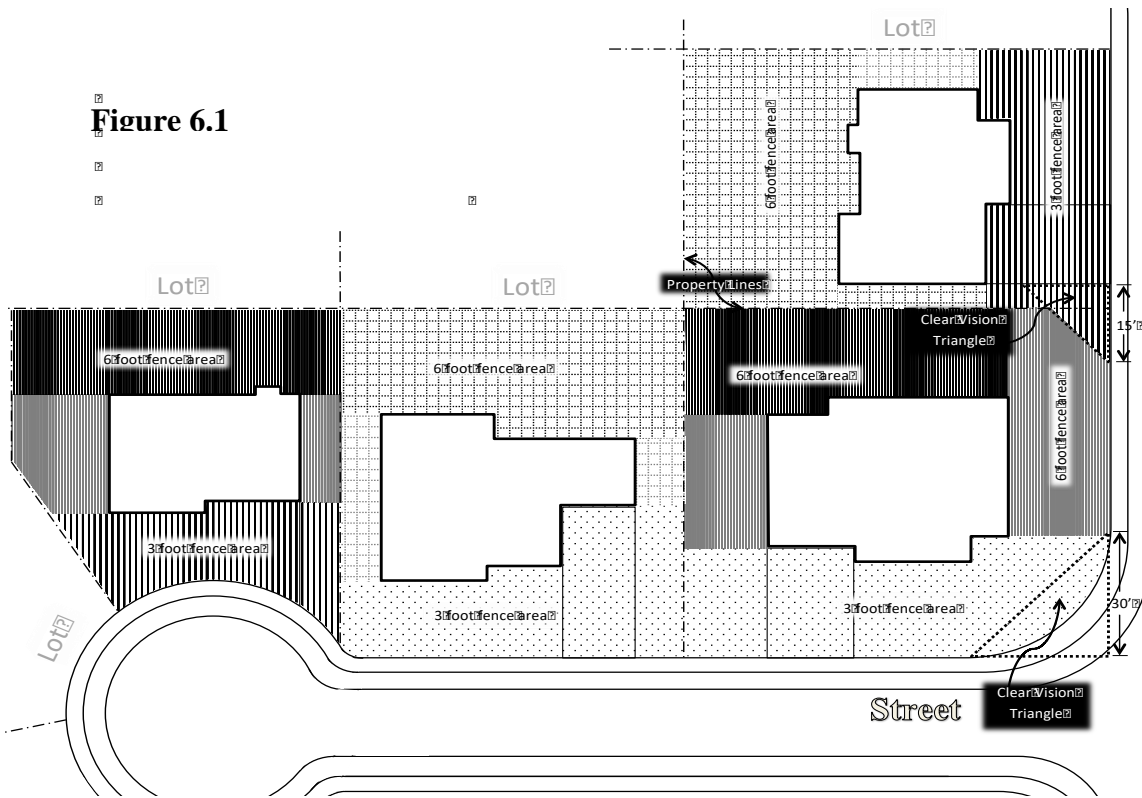 Lot
Figure 6.1
6 foot fence area
3 foot fence area
Lot
Lot
Property Lines
Clear Vision
Triangle
15’
6 foot fence area
6 foot fence area
6 foot fence area
6 foot fence area
3 foot fence area
3 foot fence area
3 foot fence area
30’
Lot
Clear Vision
Triangle
Street